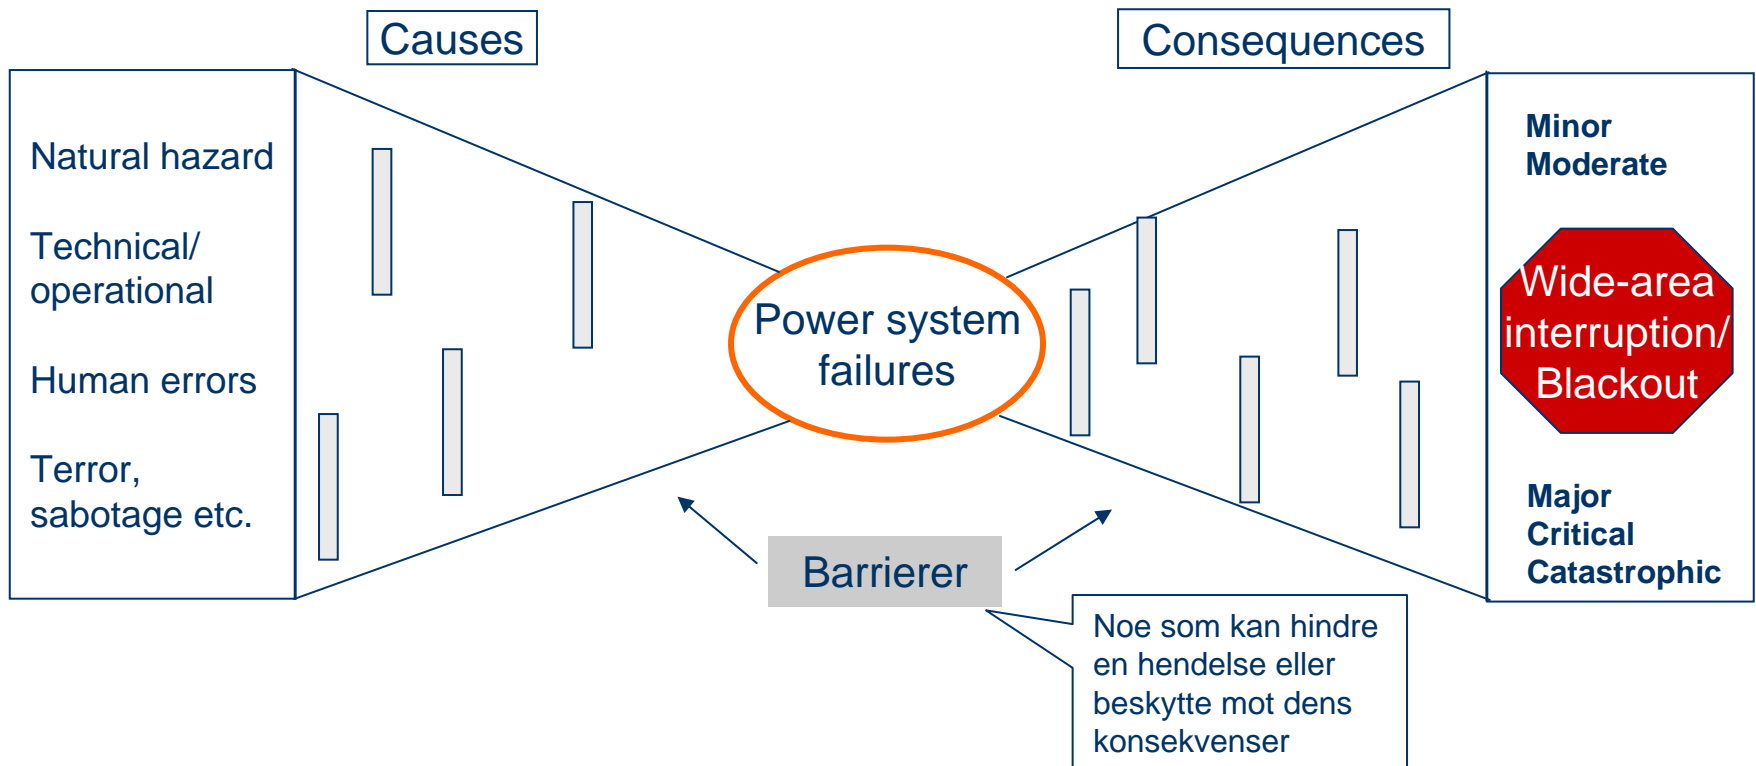 Causes
Consequences
Natural hazard
Technical/
operational
Human errors
Terror,
sabotage etc.
Power system
failures
Minor
Moderate
Wide-area
interruption/
Blackout
Major
Critical
Catastrophic
Barrierer
Noe som kan hindre
en hendelse eller
beskytte mot dens
konsekvenser